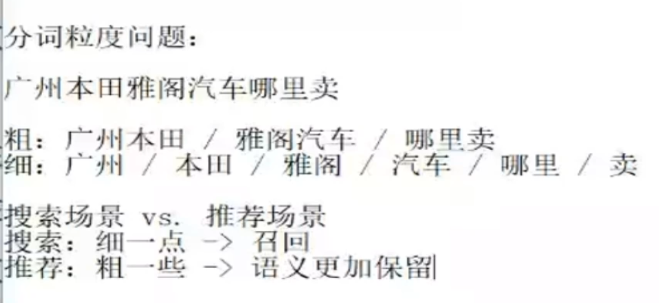 分词粒度问题：
广州本田雅阁汽车哪里卖
粗：广州本田 / 雅阁汽车 / 哪里卖
细：广州 / 本田 / 雅阁 / 汽车 / 哪里 / 卖
搜索场景 vs. 推荐场景
搜索：细一点 -> 召回
推荐：粗一些 -> 语义更加保留